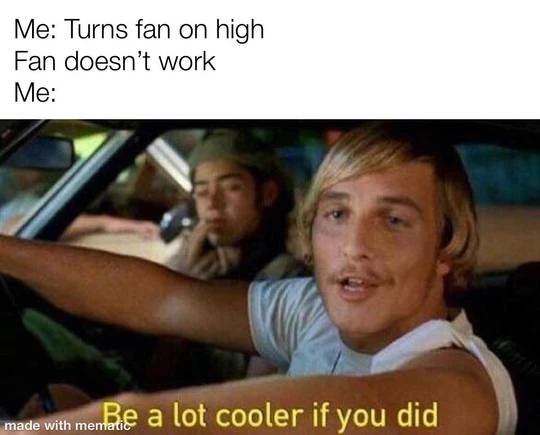 Me: Turns fan on high
Fan doesn’t work
Me:
Be a lot cooler if you did
made with mematic